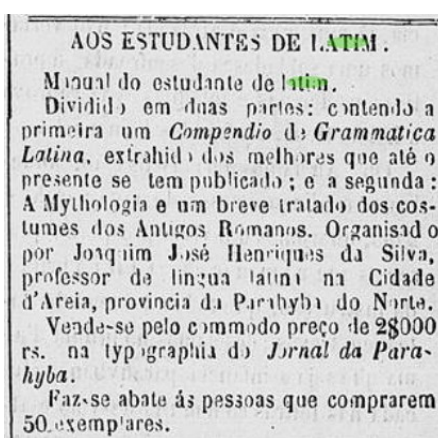 AOS ESTUDANTES DE LATIM.
Manual do estudante de latim.
Dividido em duas partes: contendo a
primeira um Compendio de Grammatica
Latina, extrahido dos melhores que até o
presente se tem publicado; e a segunda:
A Mythologia e um breve tratado dos cos-
tumes dos Antigos Romanos. Organisado
por Joaquim José Henriques da Silva,
professor de lingua latina na Cidade
d'Areia, provincia da Parahyba do Norte.
Vende-se pelo commodo preço de 2$000
rs. na typographia do Jornal da Para-
hyba.
Faz-se abate ás pessoas que comprarem
50 exemplares.